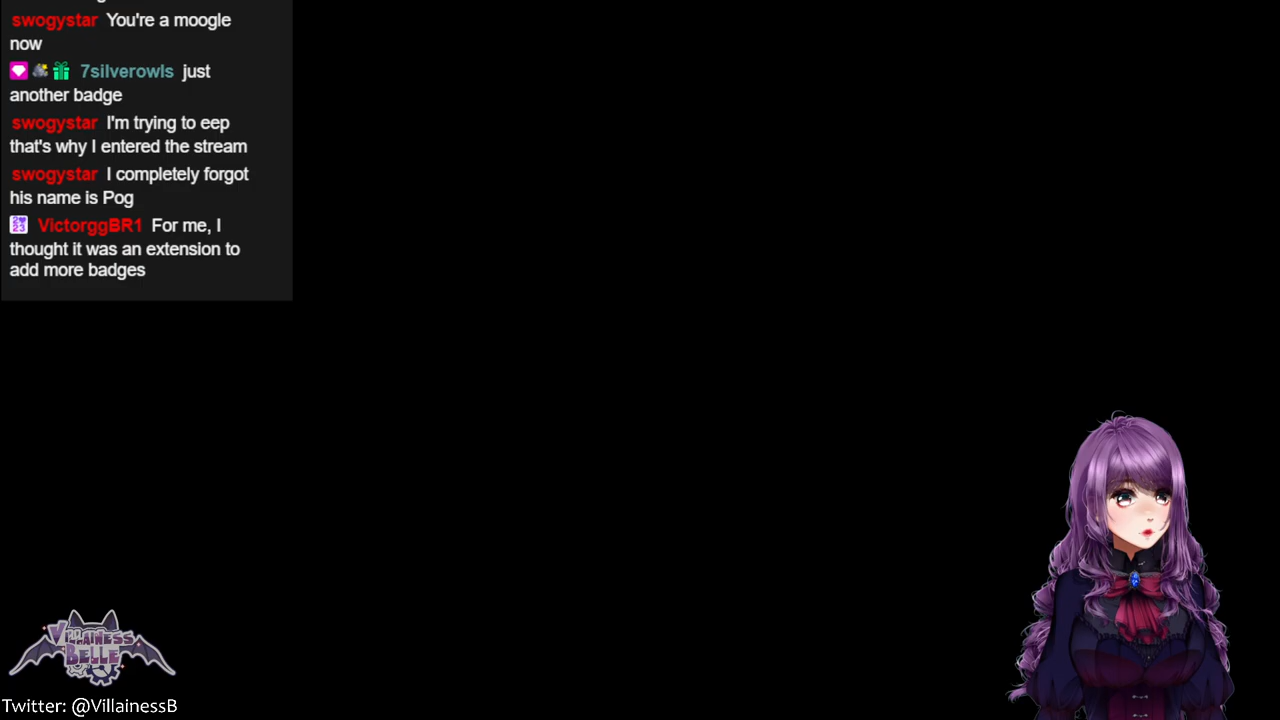 swogystar You're a moogle
now
7silverowls just
another badge
swogystar I'm trying to eep
that's why I entered the stream
swogystar I completely forgot
his name is Pog
VictorggBR1 For me, I
thought it was an extension to
add more badges
VILLAINESS
BELLE
Twitter: @VillainessB